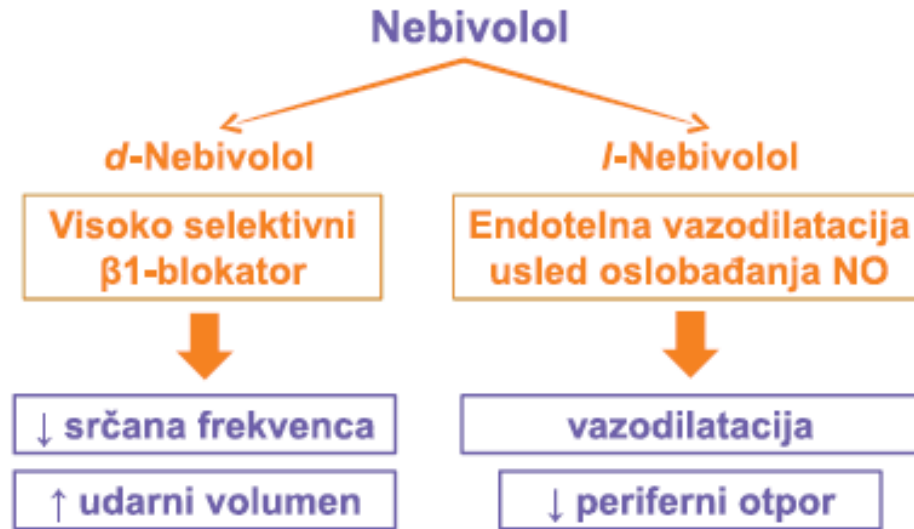 Nebivolol
d-Nebivolol
Visoko selektivni
β1-blokator
↓ srčana frekvenca
↑ udarni volumen
l-Nebivolol
Endotelna vazodilatacija
usled oslobađanja NO
vazodilatacija
↓ periferni otpor